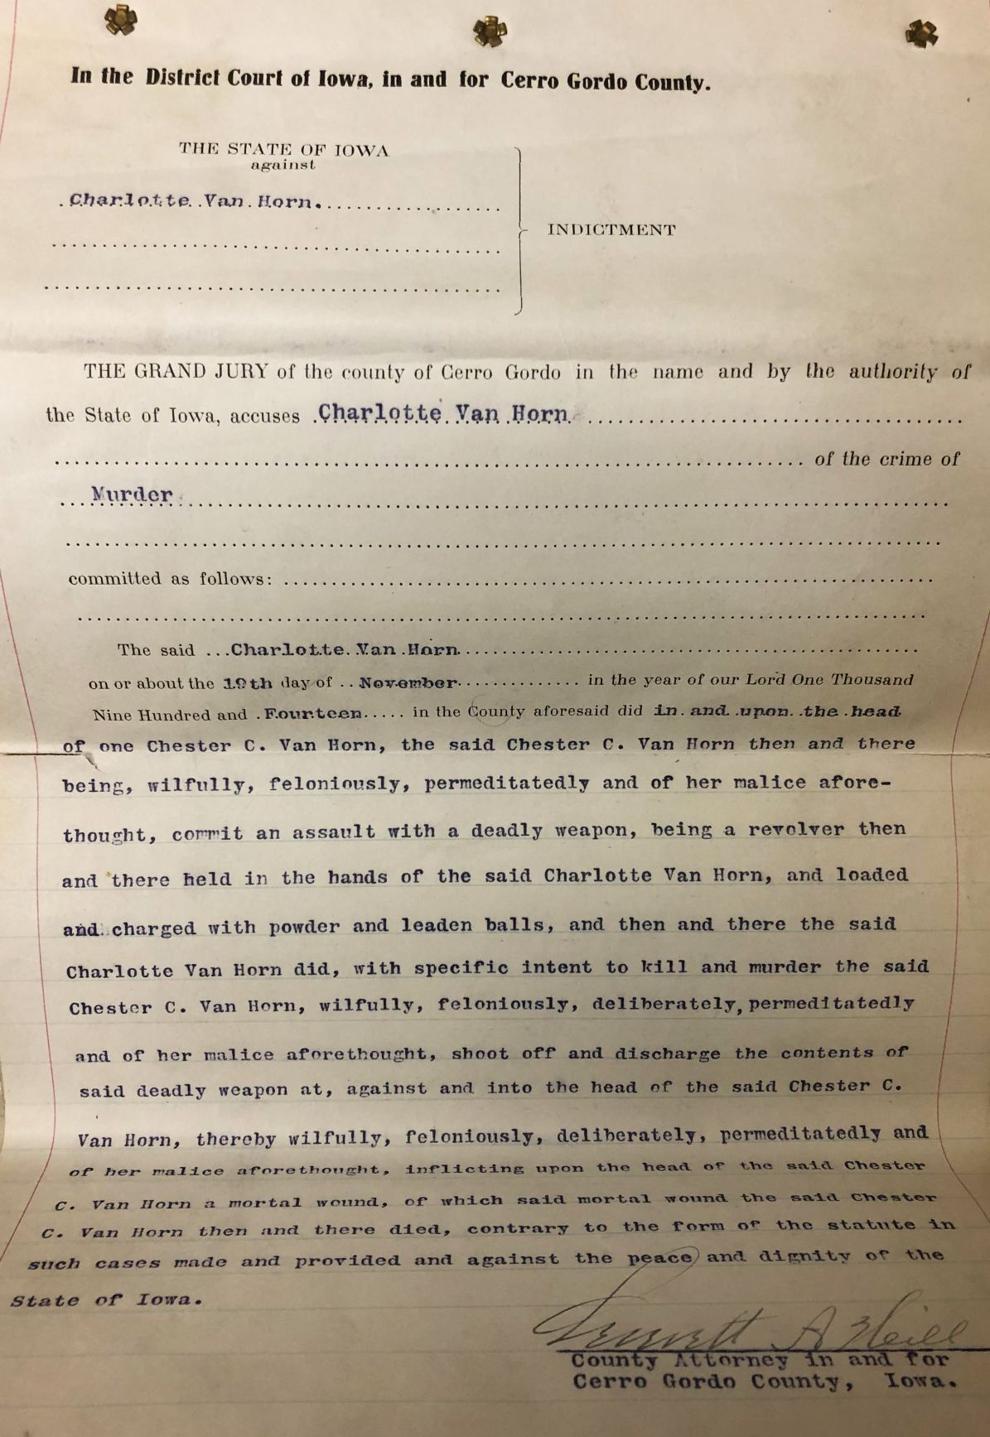 In the District Court of Iowa, in and for Cerro Gordo County.
THE STATE OF IOWA
against
Charlotte Van Horn.
INDICTMENT
THE GRAND JURY of the county of Cerro Gordo in the name and by the authority of
the State of Iowa, accuses Charlotte Van Horn
of the crime of
Murder
committed as follows:
The said Charlotte Van Horn
on or about the 19th day of November in the year of our Lord One Thousand
Nine Hundred and Fourteen in the County aforesaid did in and upon the head
of one Chester C. Van Horn, the said Chester C. Van Horn then and there
being, wilfully, feloniously, permeditatedly and of her malice afore-
thought, commit an assault with a deadly weapon, being a revolver then
and there held in the hands of the said Charlotte Van Horn, and loaded
and charged with powder and leaden balls, and then and there the said
Charlotte Van Horn did, with specific intent to kill and murder the said
Chester C. Van Horn, wilfully, feloniously, deliberately, permeditatedly
and of her malice aforethought, shoot off and discharge the contents of
said deadly weapon at, against and into the head of the said Chester C.
Van Horn, thereby wilfully, feloniously, deliberately, permeditatedly and
of her malice aforethought, inflicting upon the head of the said Chester
C. Van Horn a mortal wound, of which said mortal wound the said Chester
C. Van Horn then and there died, contrary to the form of the statute in
such cases made and provided and against the peace and dignity of the
State of Iowa.
County Attorney in and for
Cerro Gordo County, Iowa.